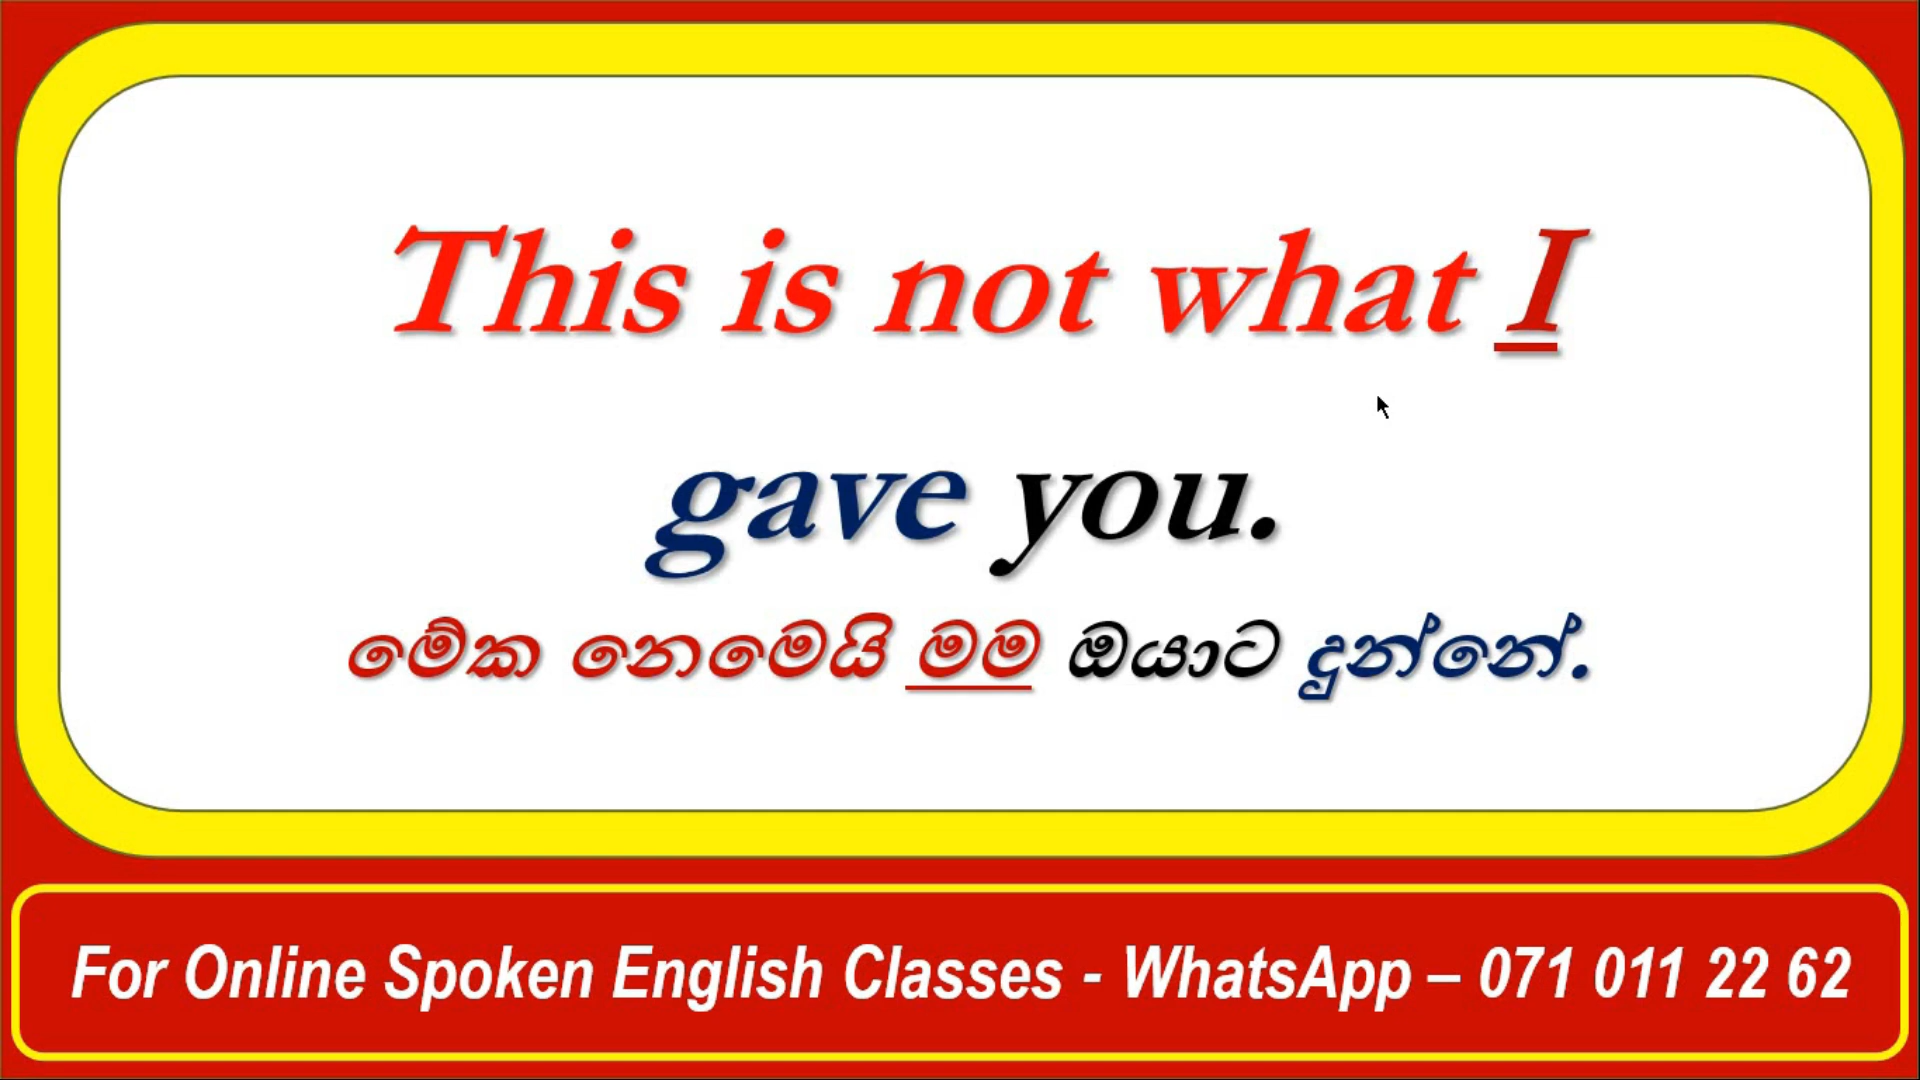 This is not what I
gave you.
මේක නෙමෙයි මම ඔයාට දුන්නේ.
For Online Spoken English Classes - WhatsApp – 071 011 22 62